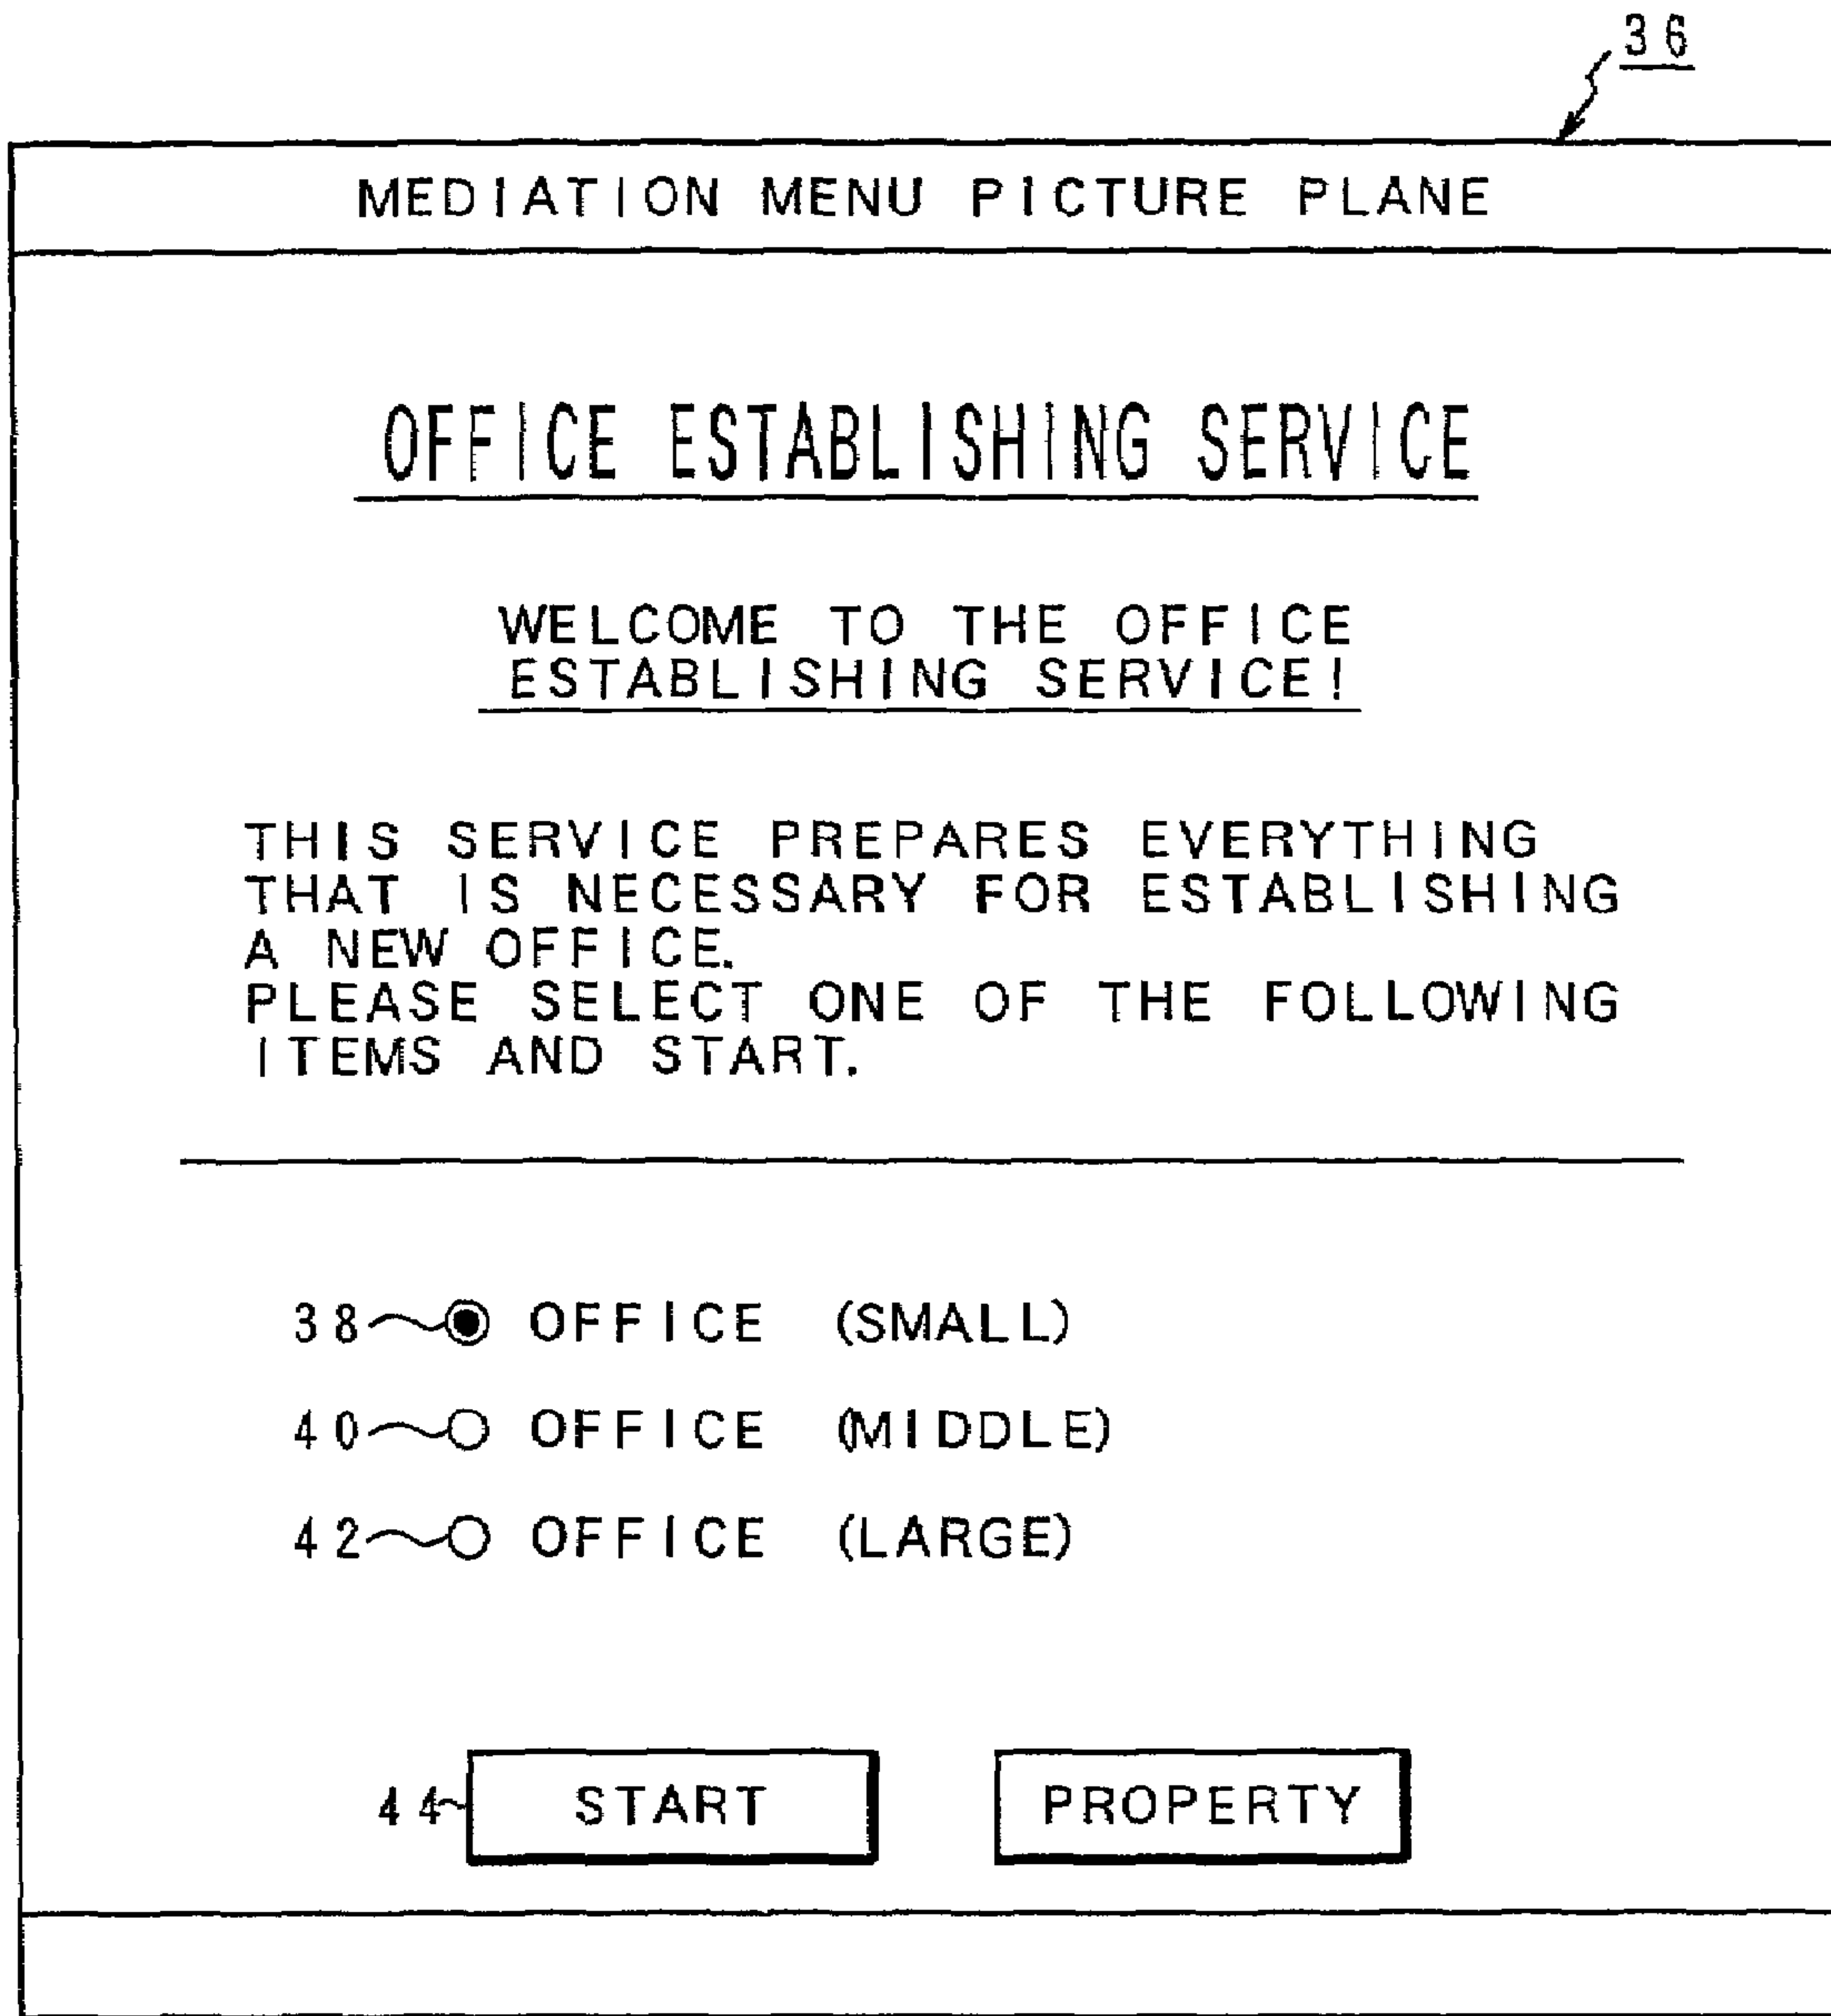 36
MEDIATION MENU PICTURE PLANE
OFFICE ESTABLISHING SERVICE
WELCOME TO THE OFFICE
ESTABLISHING SERVICE!
THIS SERVICE PREPARES EVERYTHING
THAT IS NECESSARY FOR ESTABLISHING
A NEW OFFICE.
PLEASE SELECT ONE OF THE FOLLOWING
ITEMS AND START.
38 OFFICE (SMALL)
40 OFFICE (MIDDLE)
42 OFFICE (LARGE)
44 START PROPERTY